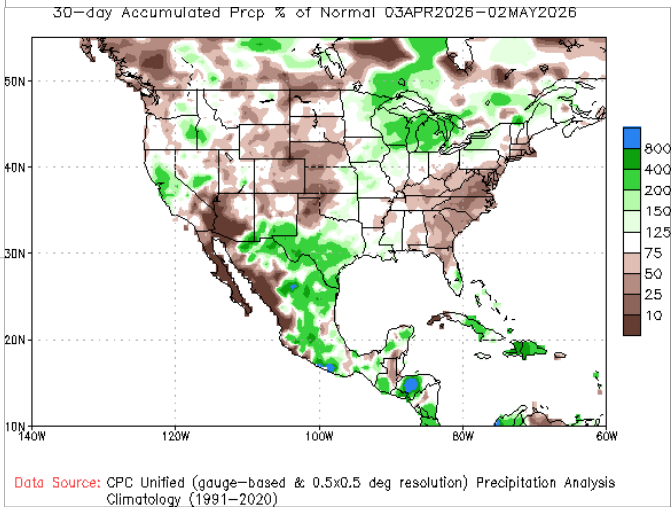 30-day Accumulated Prcp % of Normal 03APR2026-02MAY2026
50N
40N
30N
20N
10N
140W 120W 100W 80W 60W
800
400
200
150
125
75
50
25
10
Data Source: CPC Unified (gauge-based & 0.5x0.5 deg resolution) Precipitation Analysis
Climatology (1991-2020)